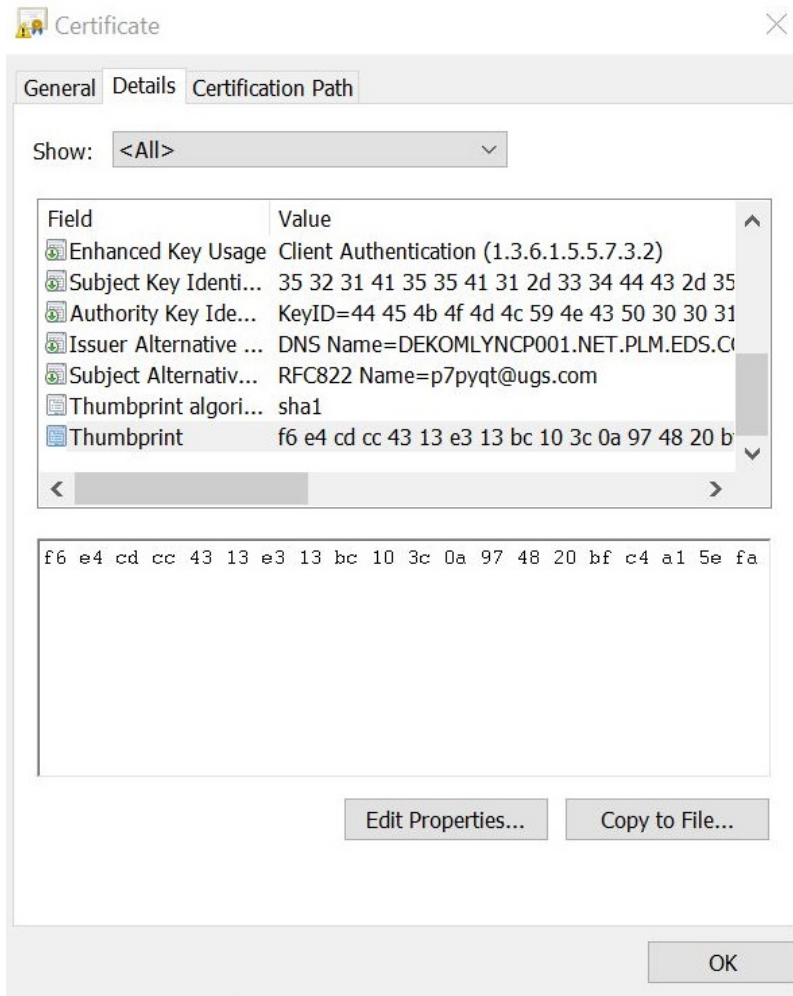 Certificate
General Details Certification Path
Show: <All>
Field Value
Enhanced Key Usage Client Authentication (1.3.6.1.5.5.7.3.2)
Subject Key Identi... 35 32 31 41 35 35 41 31 2d 33 34 44 43 2d 35
Authority Key Ide... KeyID=44 45 4b 4f 4d 4c 59 4e 43 50 30 30 31
Issuer Alternative ... DNS Name=DEKOMLYNCP001.NET.PLM.EDS.C
Subject Alternativ... RFC822 Name=p7pyqt@ugs.com
Thumbprint algori... sha1
Thumbprint f6 e4 cd cc 43 13 e3 13 bc 10 3c 0a 97 48 20 b
f6 e4 cd cc 43 13 e3 13 bc 10 3c 0a 97 48 20 bf c4 a1 5e fa
Edit Properties... Copy to File...
OK